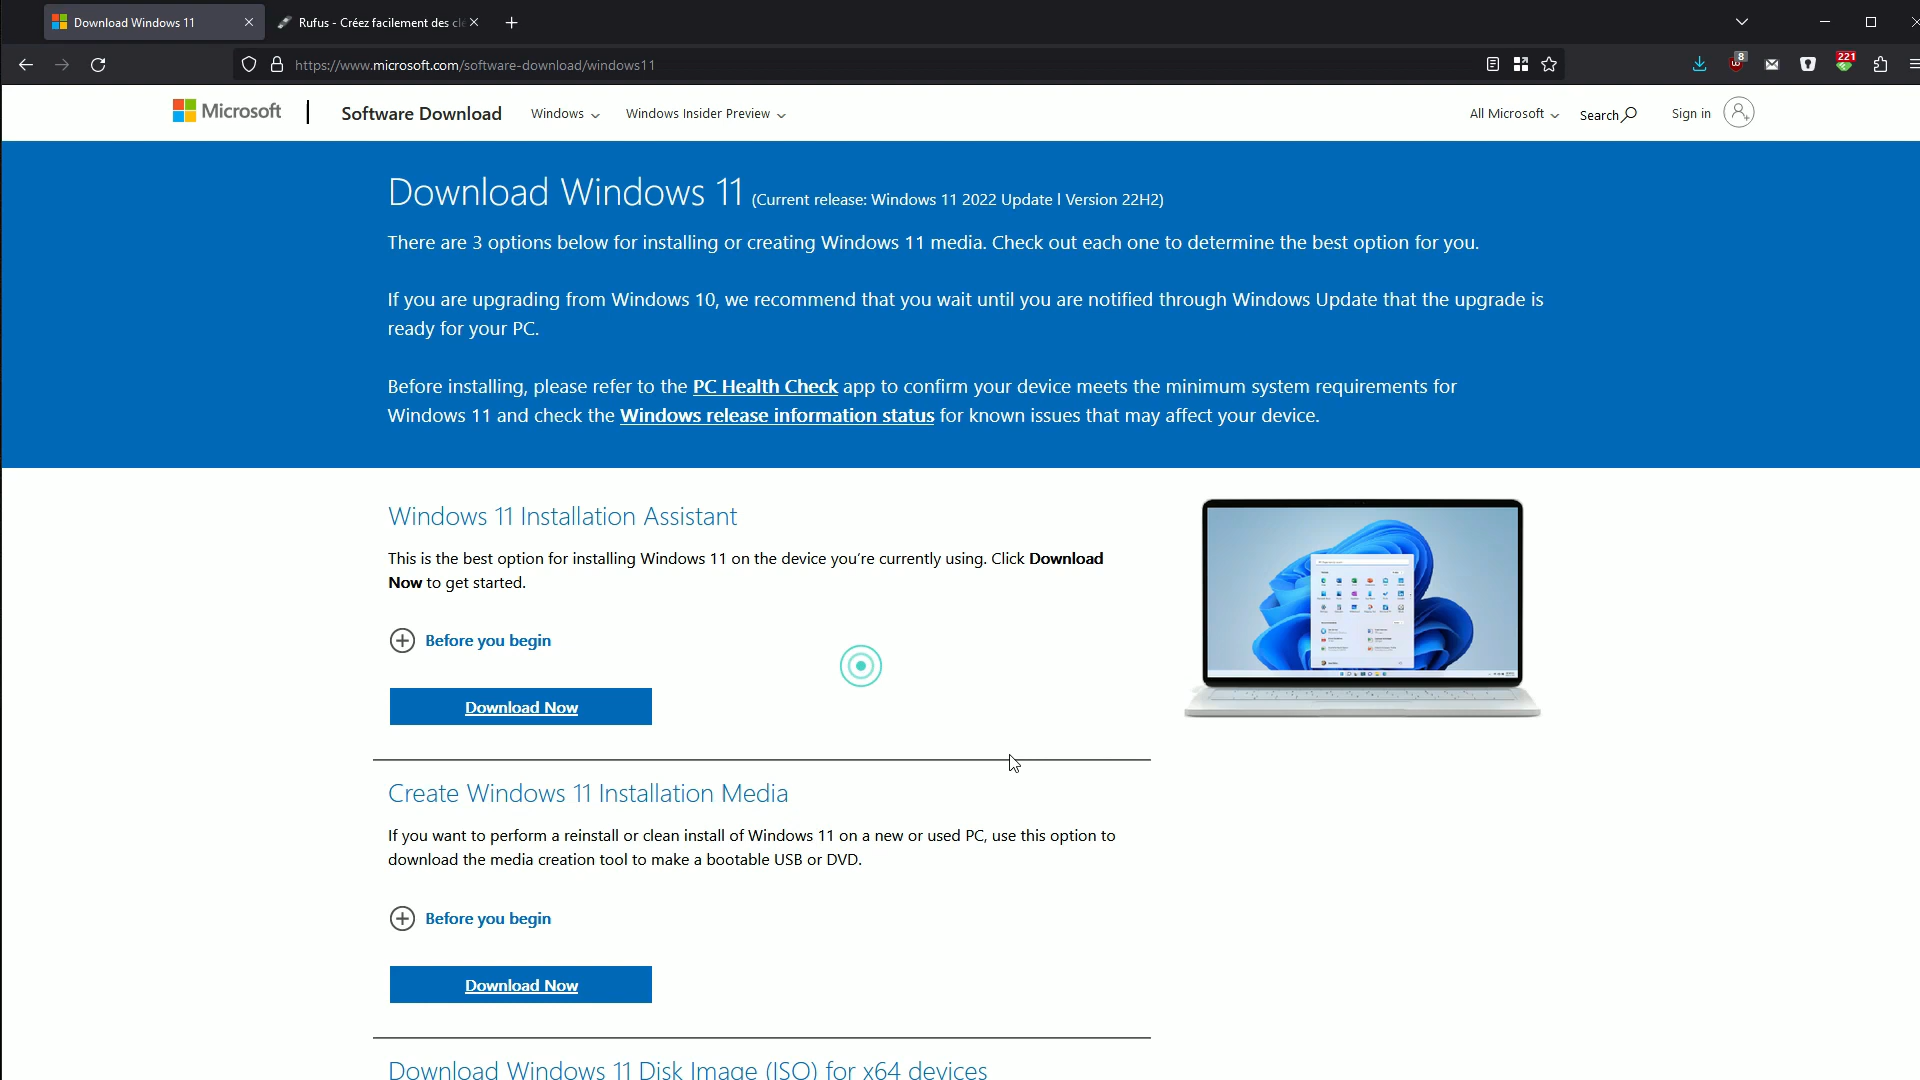 Download Windows 11
Rufus - Créez facilement des clé
https://www.microsoft.com/software-download/windows11
8
221
Microsoft
Software Download
Windows
Windows Insider Preview
All Microsoft
Search
Sign in
Download Windows 11 (Current release: Windows 11 2022 Update l Version 22H2)
There are 3 options below for installing or creating Windows 11 media. Check out each one to determine the best option for you.
If you are upgrading from Windows 10, we recommend that you wait until you are notified through Windows Update that the upgrade is
ready for your PC.
Before installing, please refer to the PC Health Check app to confirm your device meets the minimum system requirements for
Windows 11 and check the Windows release information status for known issues that may affect your device.
Windows 11 Installation Assistant
This is the best option for installing Windows 11 on the device you're currently using. Click Download
Now to get started.
Before you begin
Download Now
Create Windows 11 Installation Media
If you want to perform a reinstall or clean install of Windows 11 on a new or used PC, use this option to
download the media creation tool to make a bootable USB or DVD.
Before you begin
Download Now
Download Windows 11 Disk Image (ISO) for x64 devices